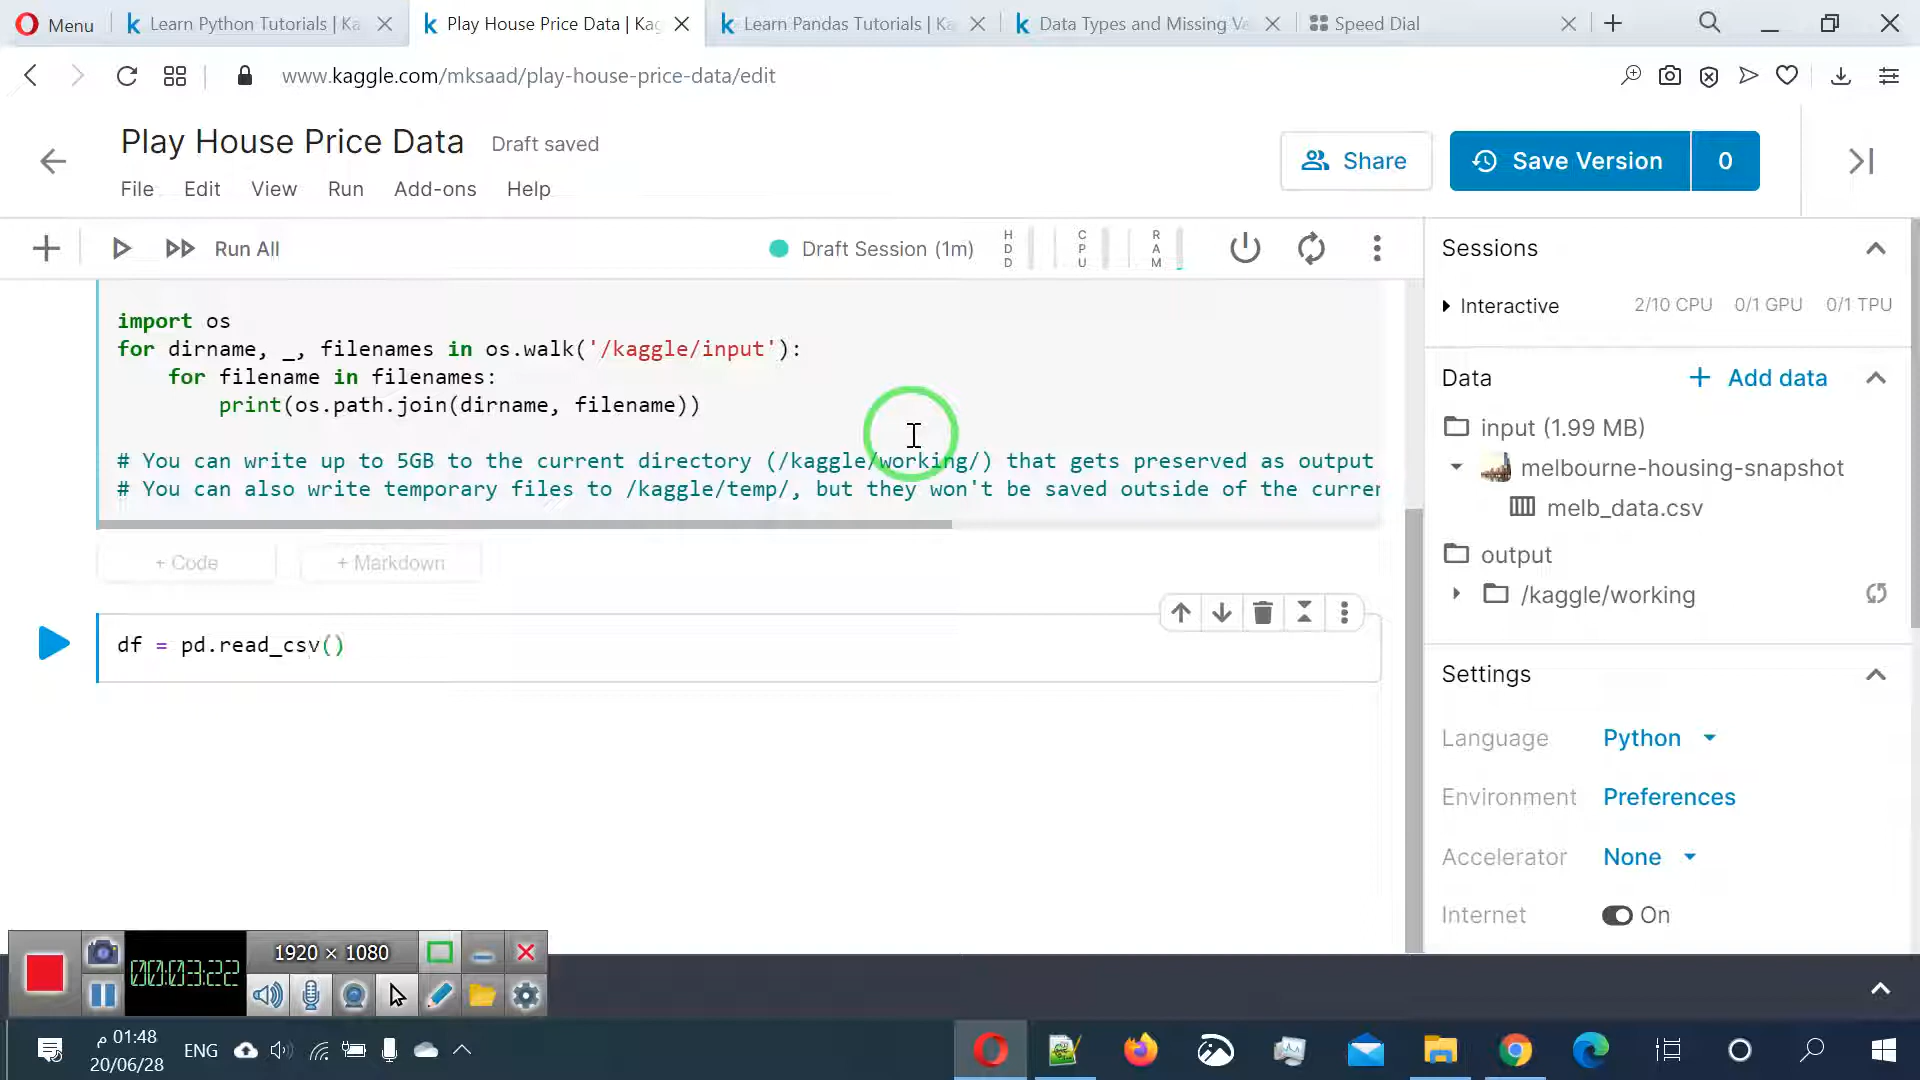 Menu
Learn Python Tutorials | Ka
Play House Price Data | Kag
Learn Pandas Tutorials | Ka
Data Types and Missing Va
Speed Dial
www.kaggle.com/mksaad/play-house-price-data/edit
Play House Price Data
Draft saved
Share
Save Version
0
File
Edit
View
Run
Add-ons
Help
Run All
Draft Session (1m)
HDD
CPU
RAM
import os
for dirname, _, filenames in os.walk('/kaggle/input'):
for filename in filenames:
print(os.path.join(dirname, filename))
# You can write up to 5GB to the current directory (/kaggle/working/) that gets preserved as output
# You can also write temporary files to /kaggle/temp/, but they won't be saved outside of the curren
+ Code
+ Markdown
df = pd.read_csv()
Sessions
Interactive
2/10 CPU
0/1 GPU
0/1 TPU
Data
+ Add data
input (1.99 MB)
melbourne-housing-snapshot
melb_data.csv
output
/kaggle/working
Settings
Language
Python
Environment
Preferences
Accelerator
None
Internet
On
1920 × 1080
00:03:22
01:48 م
20/06/28
ENG